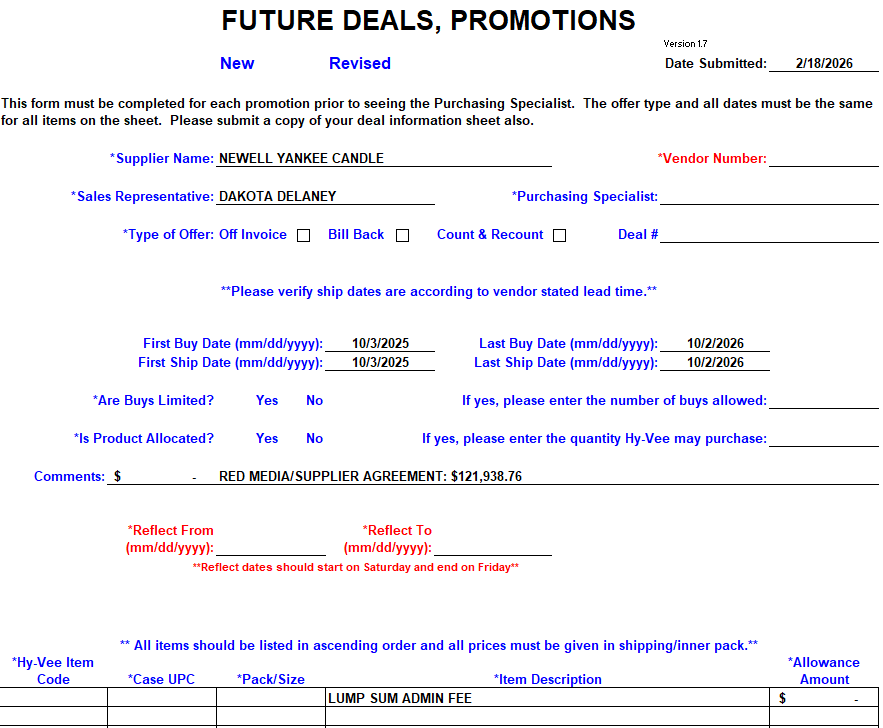 FUTURE DEALS, PROMOTIONS
Version 1.7
New Revised Date Submitted: 2/18/2026
This form must be completed for each promotion prior to seeing the Purchasing Specialist. The offer type and all dates must be the same
for all items on the sheet. Please submit a copy of your deal information sheet also.
*Supplier Name: NEWELL YANKEE CANDLE *Vendor Number:
*Sales Representative: DAKOTA DELANEY *Purchasing Specialist:
*Type of Offer: Off Invoice Bill Back Count & Recount Deal #
**Please verify ship dates are according to vendor stated lead time.**
First Buy Date (mm/dd/yyyy): 10/3/2025 Last Buy Date (mm/dd/yyyy): 10/2/2026
First Ship Date (mm/dd/yyyy): 10/3/2025 Last Ship Date (mm/dd/yyyy): 10/2/2026
*Are Buys Limited? Yes No If yes, please enter the number of buys allowed:
*Is Product Allocated? Yes No If yes, please enter the quantity Hy-Vee may purchase:
Comments: $ - RED MEDIA/SUPPLIER AGREEMENT: $121,938.76
*Reflect From *Reflect To
(mm/dd/yyyy): (mm/dd/yyyy):
**Reflect dates should start on Saturday and end on Friday**
** All items should be listed in ascending order and all prices must be given in shipping/inner pack.**
*Hy-Vee Item *Allowance
Code *Case UPC *Pack/Size *Item Description Amount
LUMP SUM ADMIN FEE $ -